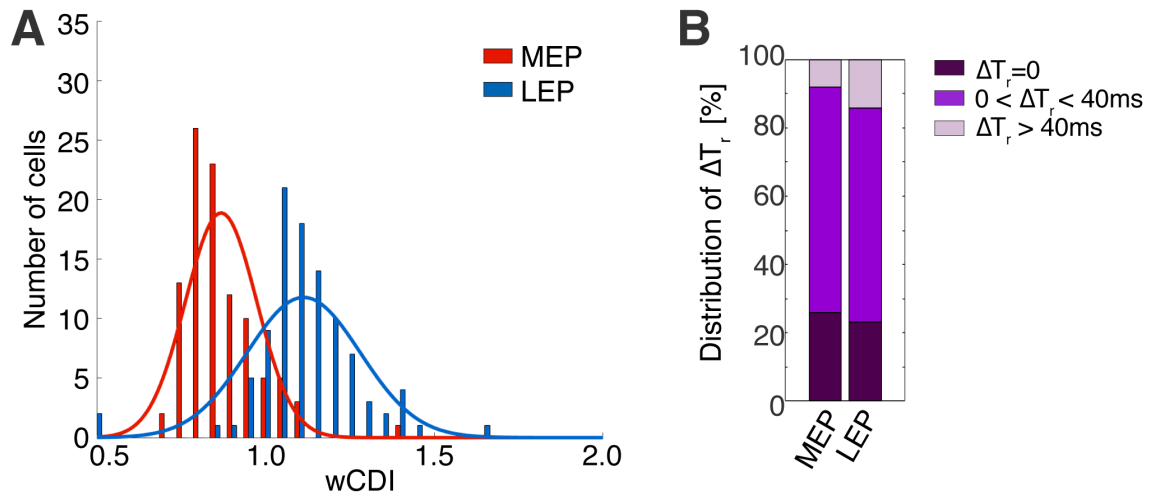 A
35
30
25
20
15
10
5
0
Number of cells
0.5 1.0 1.5 2.0
wCDI
MEP
LEP
B
100
80
60
40
20
0
Distribution of ΔTr [%]
MEP LEP
ΔTr=0
0 < ΔTr < 40ms
ΔTr > 40ms